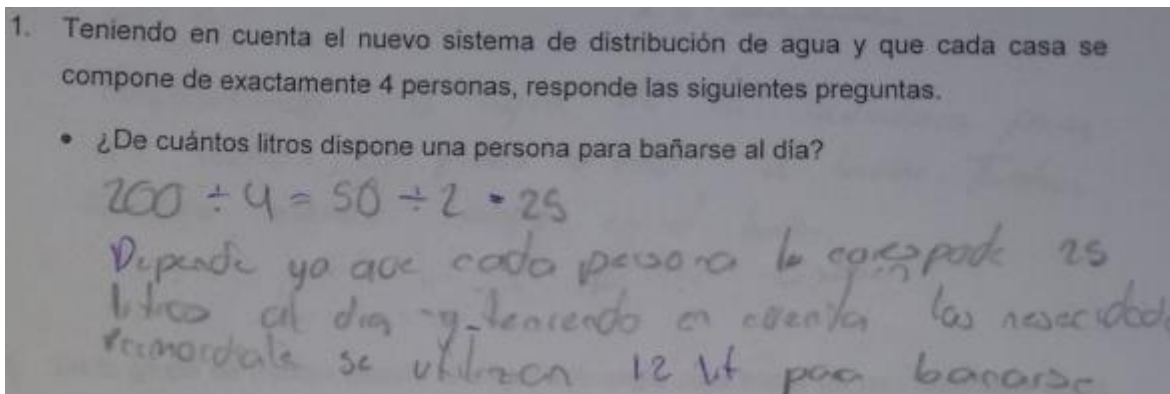 1. Teniendo en cuenta el nuevo sistema de distribución de agua y que cada casa se
compone de exactamente 4 personas, responde las siguientes preguntas.
• ¿De cuántos litros dispone una persona para bañarse al día?
200 ÷ 4 = 50 ÷ 2 = 25
Depende ya que cada persona le 25
litros al dia y teniendo en cuenta las nesecidad
se utilizan 12 Lt para banarse